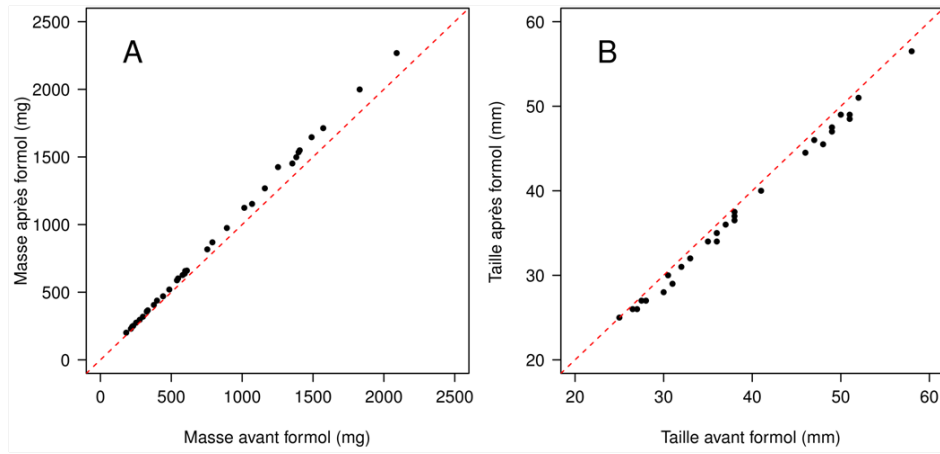 A
Masse après formol (mg)
2500
2000
1500
1000
500
0
0 500 1000 1500 2000 2500
Masse avant formol (mg)
B
Taille après formol (mm)
60
50
40
30
20
20 30 40 50 60
Taille avant formol (mm)